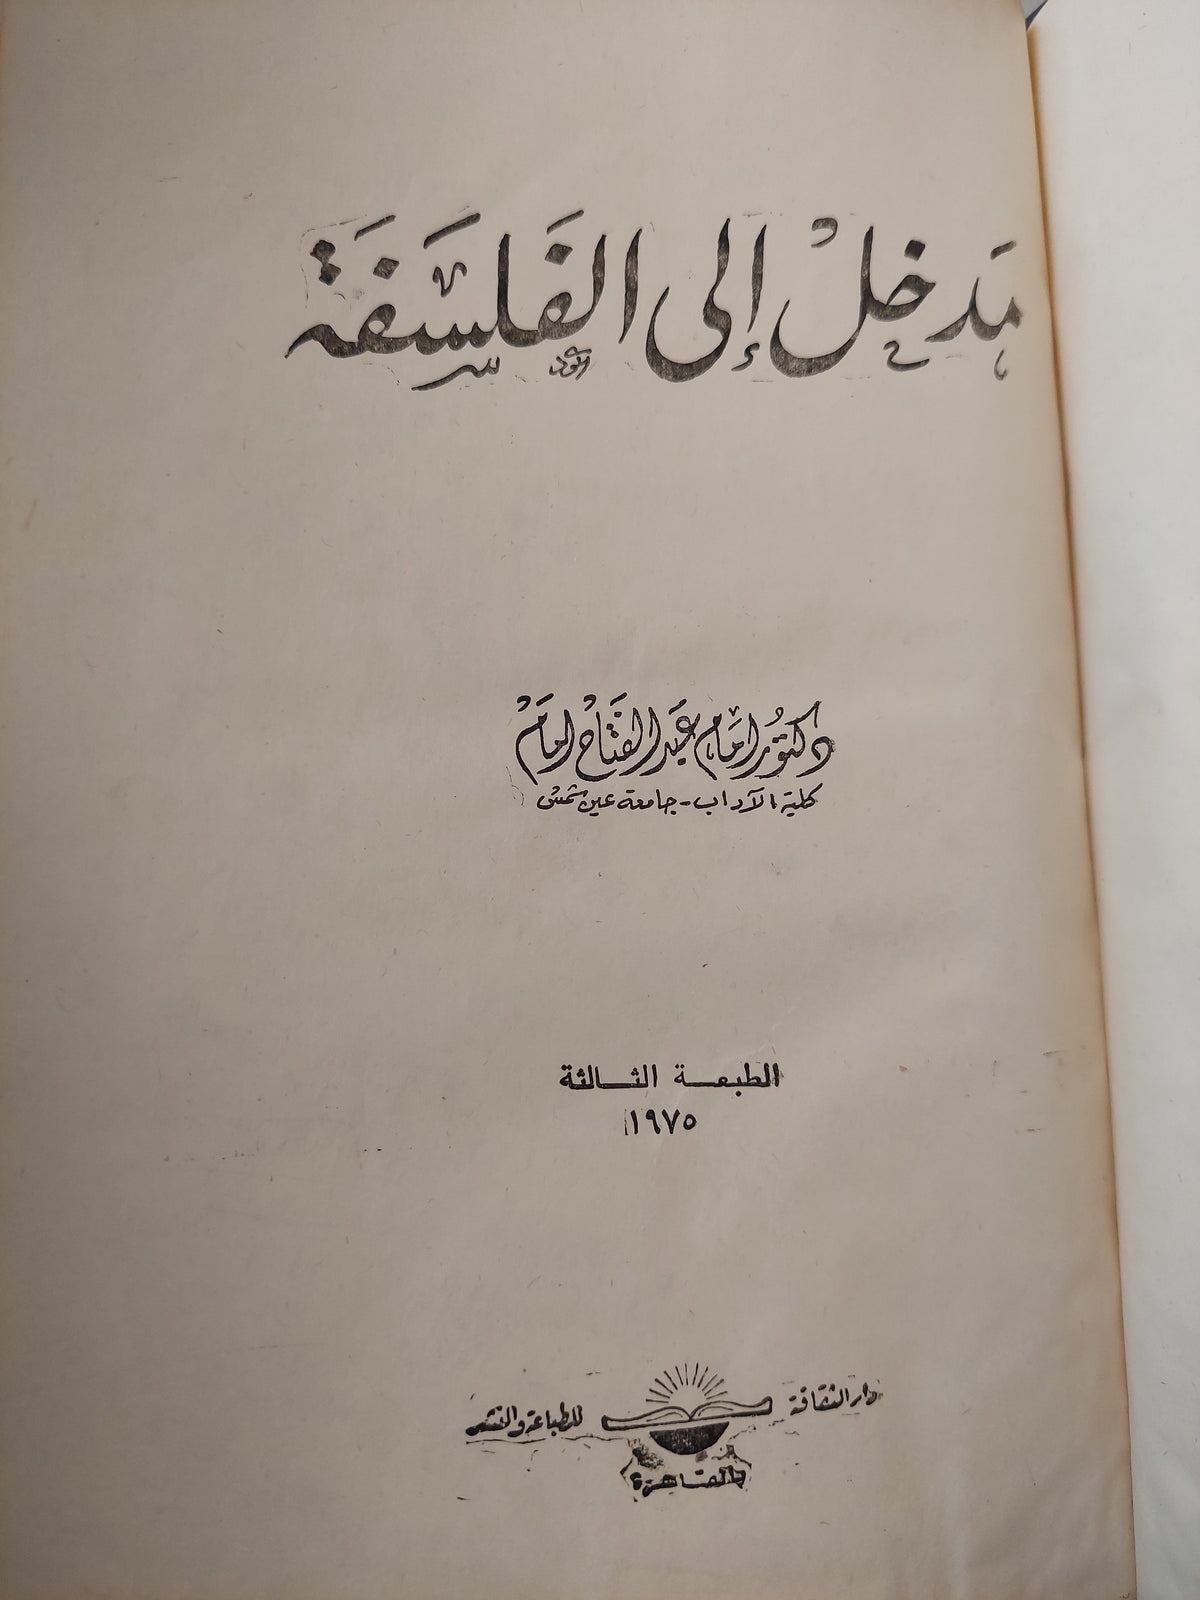 مدخل إلى الفلسفة
دكتور إمام عبد الفتاح إمام
كلية الآداب - جامعة عين شمس
الطبعة الثالثة
١٩٧٥
دار الثقافة للطباعة والنشر
بالقاهرة